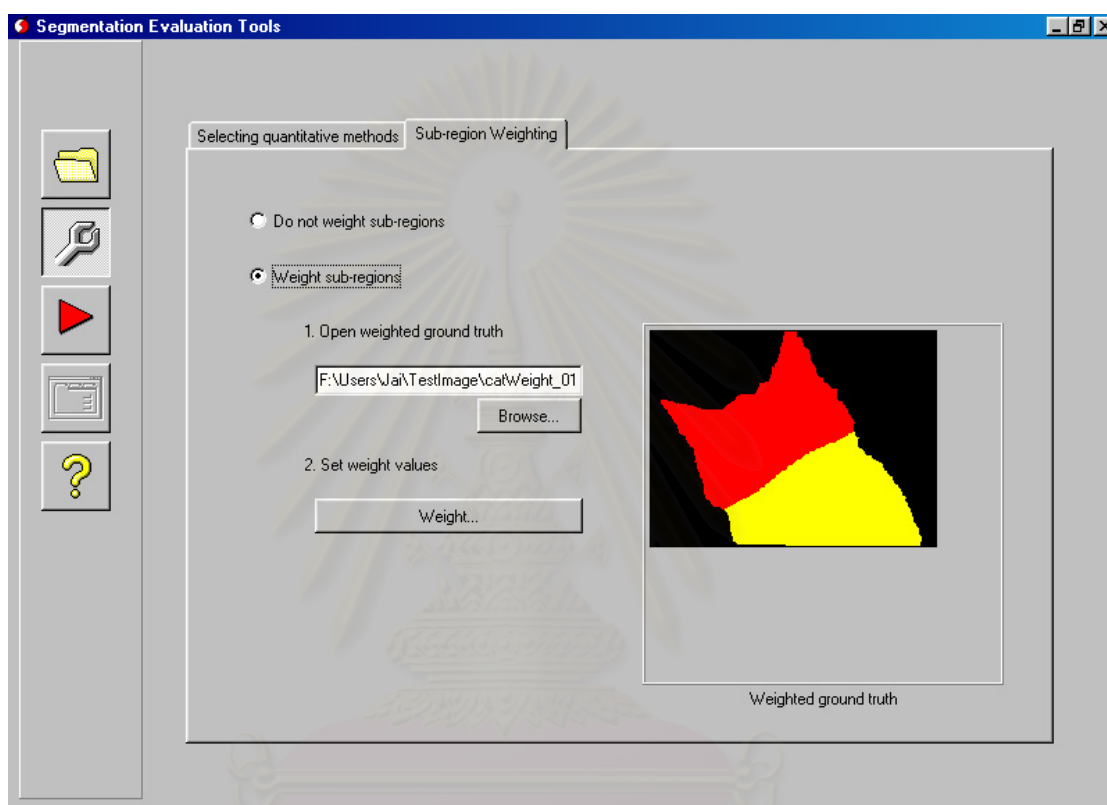 Segmentation Evaluation Tools
Selecting quantitative methods
Sub-region Weighting
Do not weight sub-regions
Weight sub-regions
1. Open weighted ground truth
F:\Users\Jai\TestImage\catWeight_01
Browse...
2. Set weight values
Weight...
Weighted ground truth